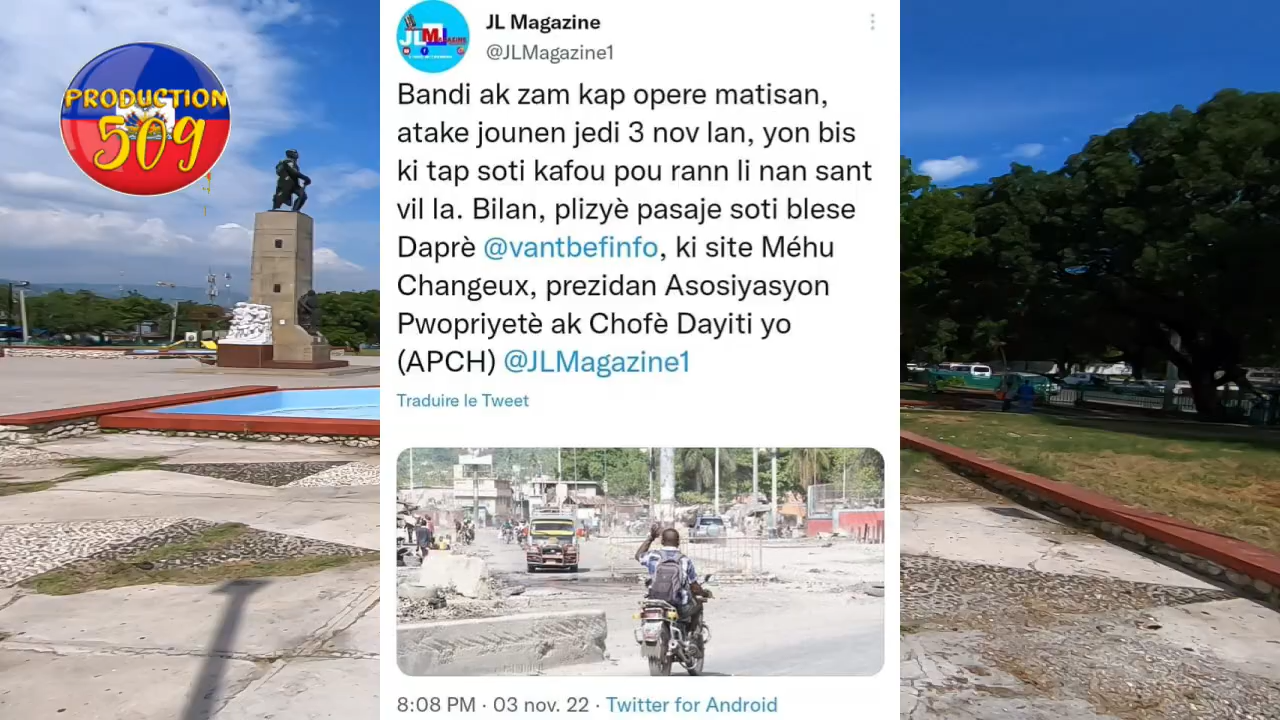 PRODUCTION
509
JL Magazine
@JLMagazine1
Bandi ak zam kap opere matisan,
atake jounen jedi 3 nov lan, yon bis
ki tap soti kafou pou rann li nan sant
vil la. Bilan, plizyè pasaje soti blese
Daprè @vantbefinfo, ki site Méhu
Changeux, prezidan Asosiyasyon
Pwopriyetè ak Chofè Dayiti yo
(APCH) @JLMagazine1
Traduire le Tweet
8:08 PM · 03 nov. 22 · Twitter for Android